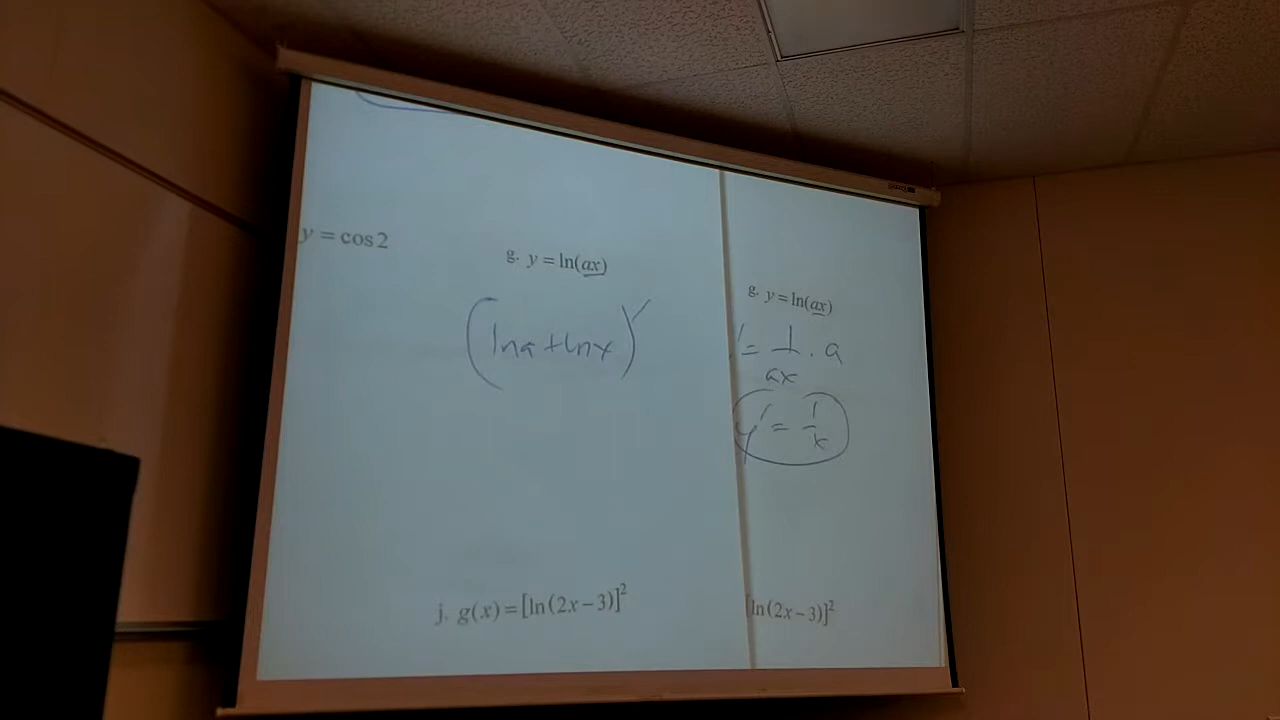 y = cos 2
g. y = ln(ax)
(ln a + ln x)′
j. g(x) = [ln(2x − 3)]²
g. y = ln(ax)
′ = 1/ax · a
y′ = 1/x
[ln(2x − 3)]²